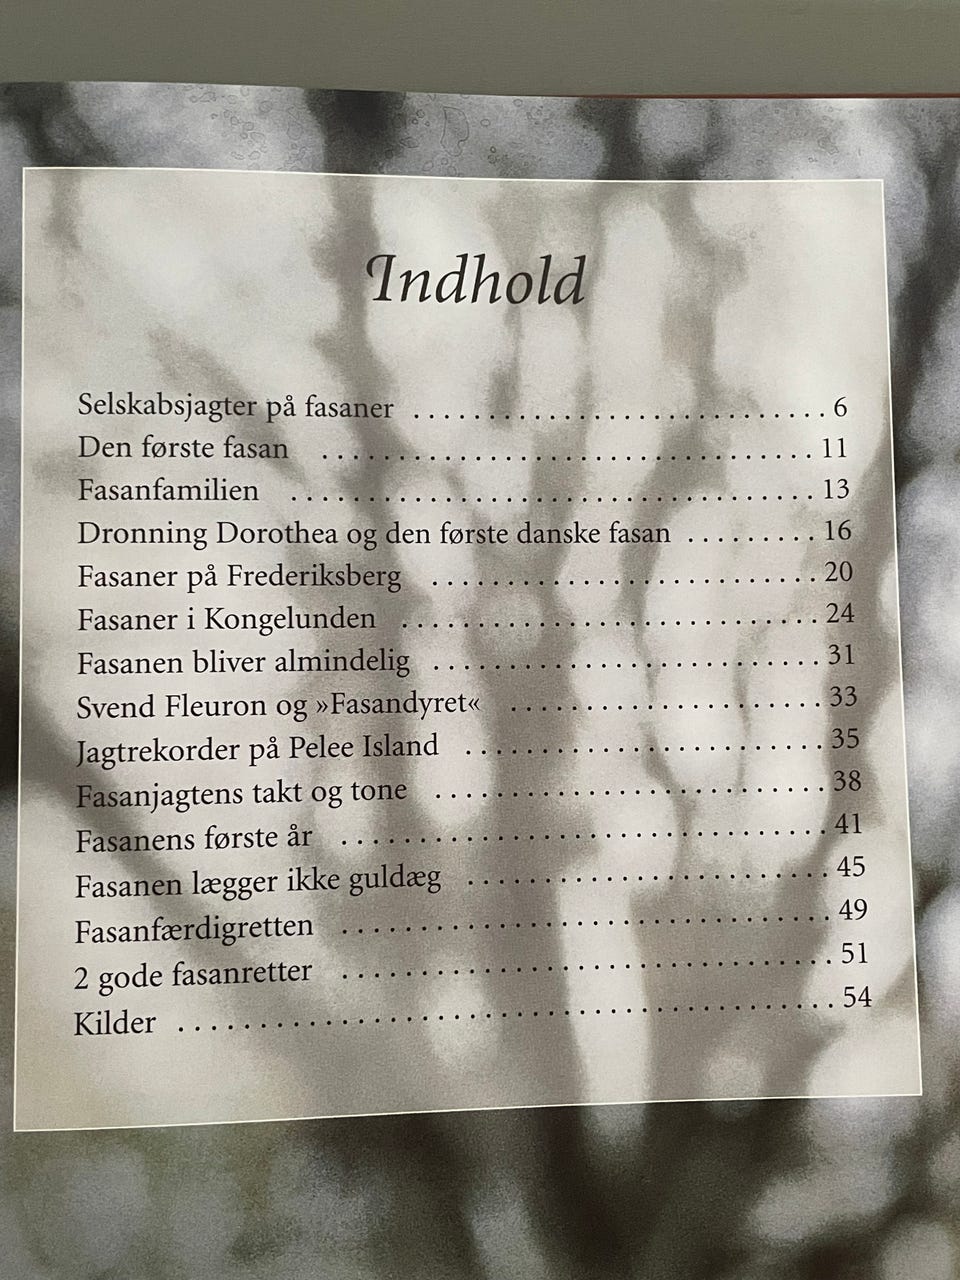 Indhold
Selskabsjagter på fasaner ............................ 6
Den første fasan ................................. 11
Fasanfamilien ................................... 13
Dronning Dorothea og den første danske fasan ......... 16
Fasaner på Frederiksberg .......................... 20
Fasaner i Kongelunden ............................ 24
Fasanen bliver almindelig .......................... 31
Svend Fleuron og »Fasandyret« ..................... 33
Jagtrekorder på Pelee Island ........................ 35
Fasanjagtens takt og tone .......................... 38
Fasanens første år ................................ 41
Fasanen lægger ikke guldæg ........................ 45
Fasanfærdigretten ................................ 49
2 gode fasanretter ................................ 51
Kilder ........................................... 54